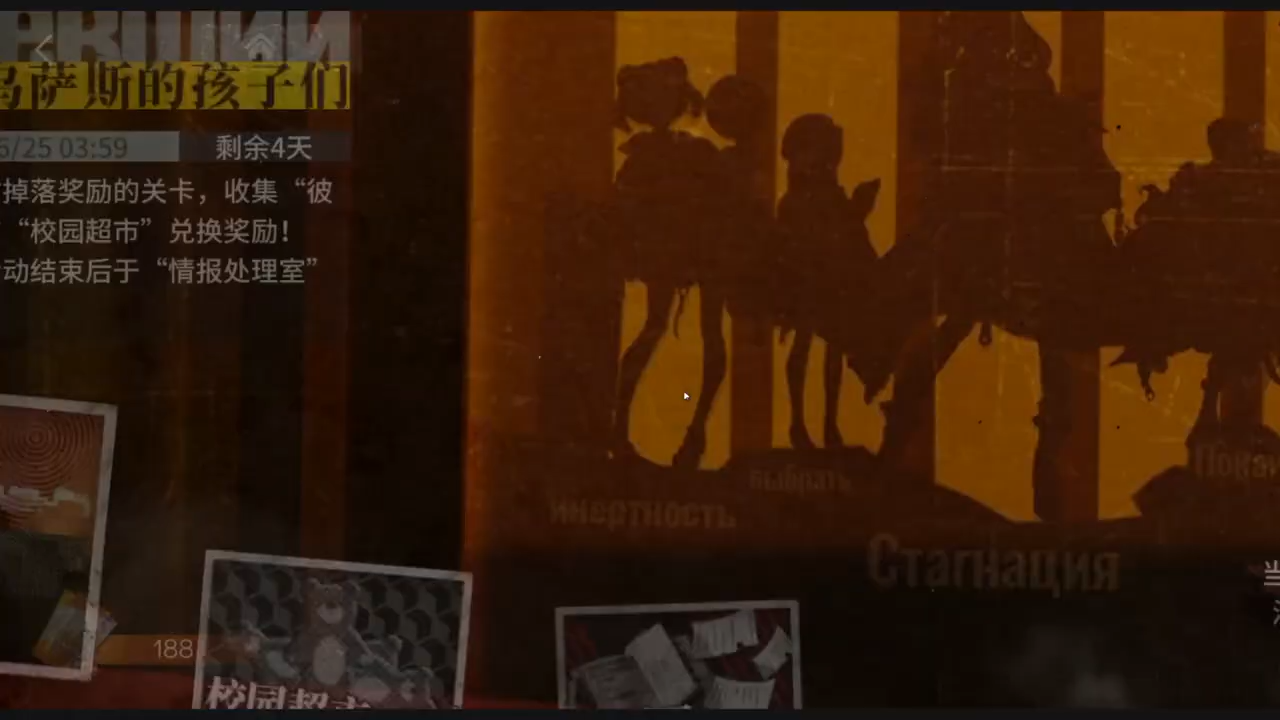 乌萨斯的孩子们
6/25 03:59
剩余4天
掉落奖励的关卡，收集“彼
“校园超市”兑换奖励！
动结束后于“情报处理室”
выбрать
инертность
Стагнация
188
校园超市